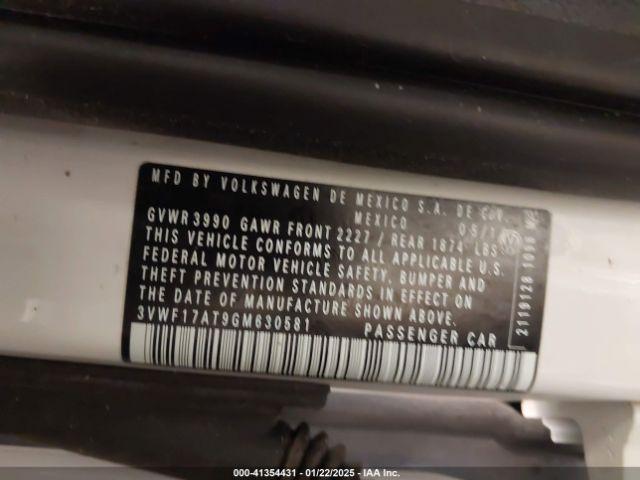 MFD BY VOLKSWAGEN DE MEXICO S.A. DE C.V.
MEXICO
GVWR 3990 GAWR FRONT 2227 / REAR 1874 LBS
THIS VEHICLE CONFORMS TO ALL APPLICABLE U.S.
FEDERAL MOTOR VEHICLE SAFETY, BUMPER AND
THEFT PREVENTION STANDARDS IN EFFECT ON
THE DATE OF MANUFACTURE SHOWN ABOVE.
3VWF17AT9GM630581 PASSENGER CAR
000-41354431 - 01/22/2025 - IAA Inc.